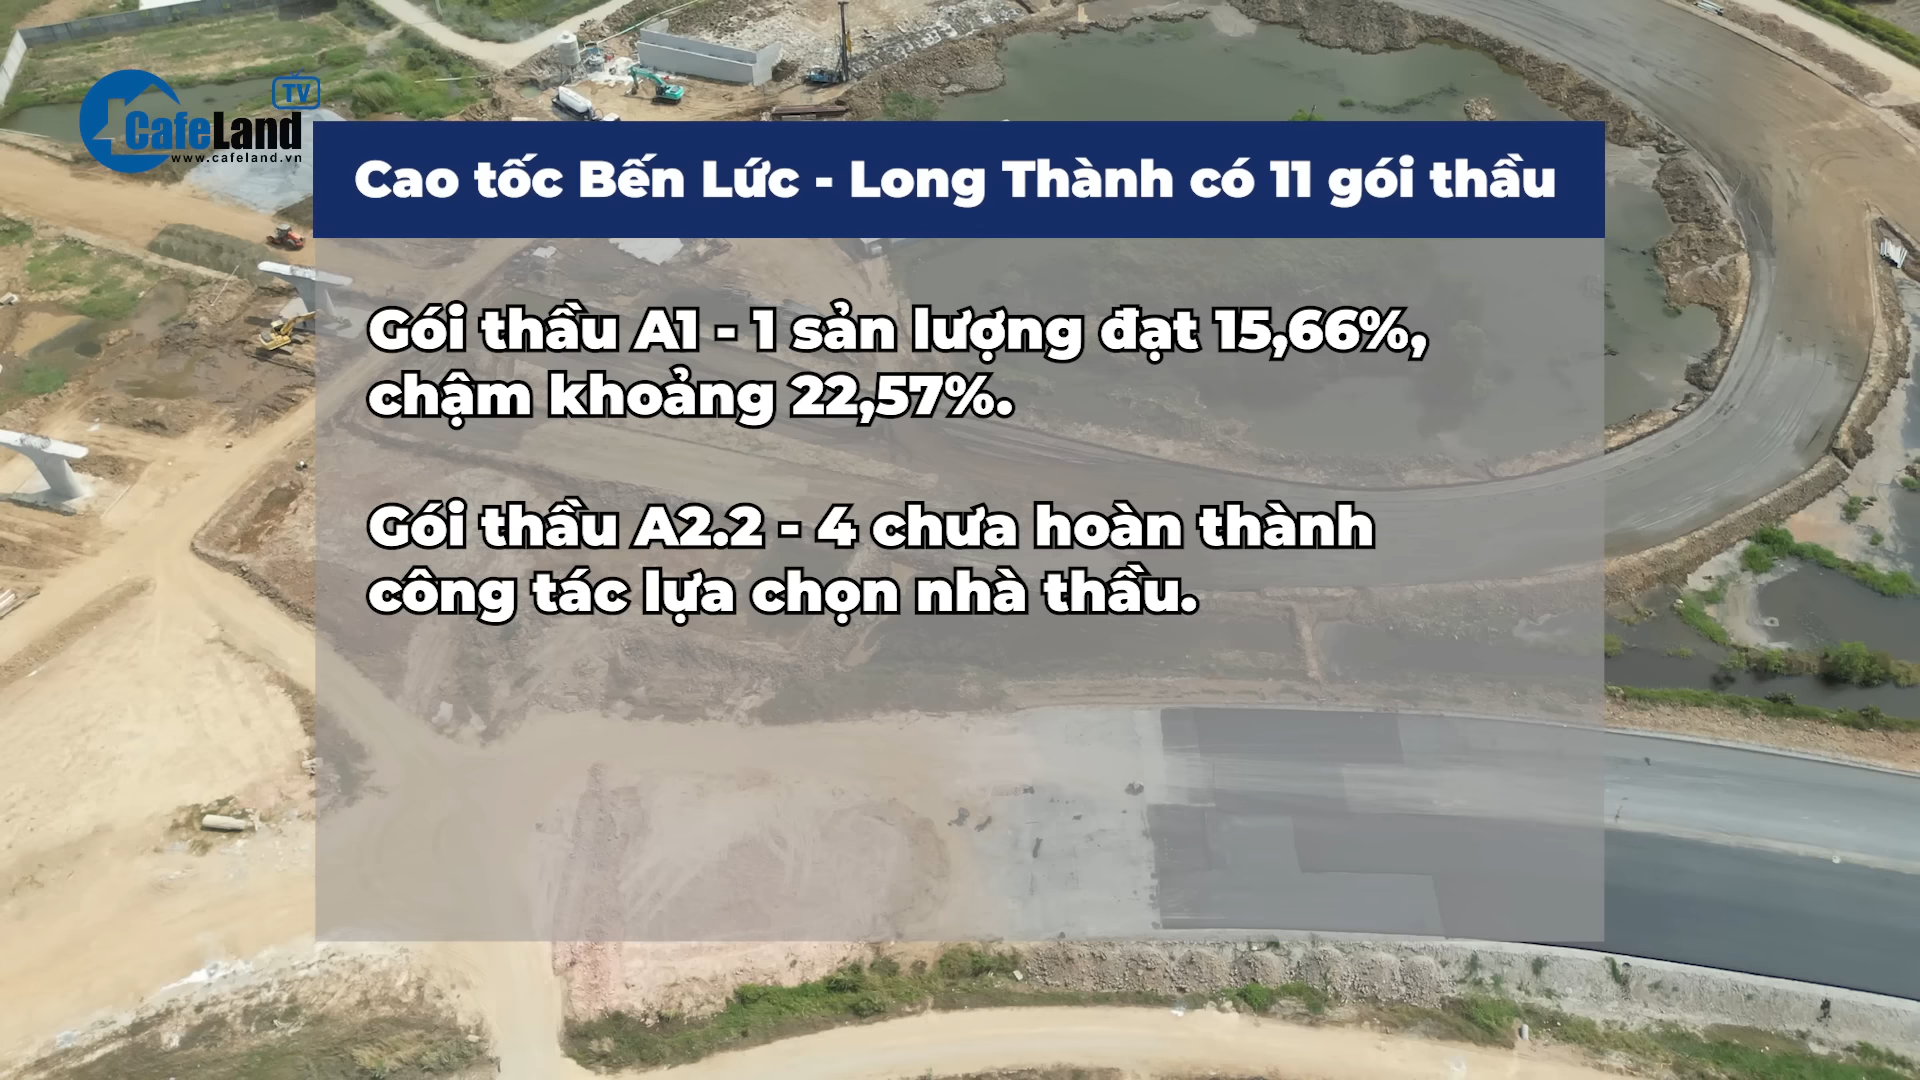 TV
CafeLand
www.cafeland.vn
Cao tốc Bến Lức - Long Thành có 11 gói thầu
Gói thầu A1 - 1 sản lượng đạt 15,66%,
chậm khoảng 22,57%.
Gói thầu A2.2 - 4 chưa hoàn thành
công tác lựa chọn nhà thầu.